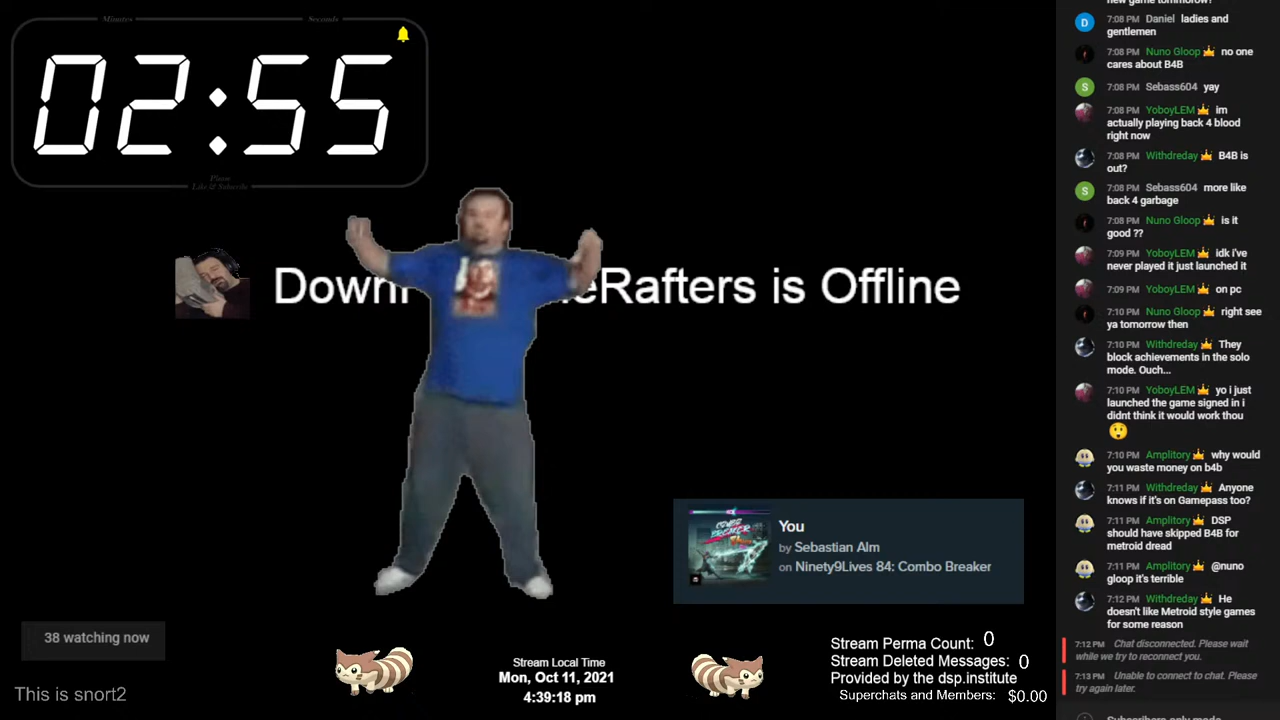 Minutes
Seconds
02:55
Please
Like & Subscribe
is Offline
You
by Sebastian Alm
on Ninety9Lives 84: Combo Breaker
38 watching now
This is snort2
Stream Local Time
Mon, Oct 11, 2021
4:39:18 pm
Stream Perma Count: 0
Stream Deleted Messages: 0
Provided by the dsp.institute
Superchats and Members: $0.00
7:08 PM Daniel ladies and
gentlemen
7:08 PM Nuno Gloop no one
cares about B4B
S 7:08 PM Sebass604 yay
7:08 PM YoboyLEM im
actually playing back 4 blood
right now
7:08 PM Withdreday B4B is
out?
S 7:08 PM Sebass604 more like
back 4 garbage
7:08 PM Nuno Gloop is it
good ??
7:09 PM YoboyLEM idk i've
never played it just launched it
7:09 PM YoboyLEM on pc
7:10 PM Nuno Gloop right see
ya tomorrow then
7:10 PM Withdreday They
block achievements in the solo
mode. Ouch...
7:10 PM YoboyLEM yo i just
launched the game signed in i
didnt think it would work thou
7:10 PM Amplitory why would
you waste money on b4b
7:11 PM Withdreday Anyone
knows if it's on Gamepass too?
7:11 PM Amplitory DSP
should have skipped B4B for
metroid dread
7:11 PM Amplitory @nuno
gloop it's terrible
7:12 PM Withdreday He
doesn't like Metroid style games
for some reason
7:12 PM Chat disconnected. Please wait
while we try to reconnect you.
7:13 PM Unable to connect to chat. Please
try again later.